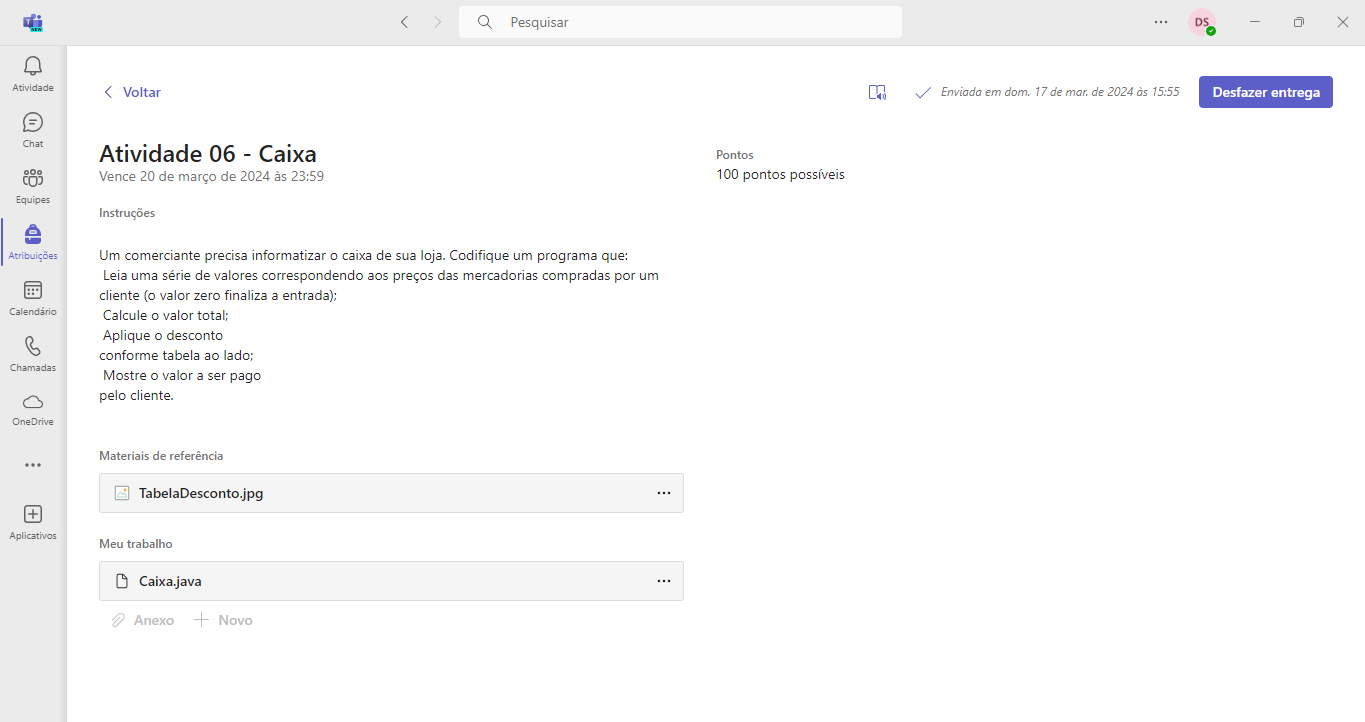 NEW
Pesquisar
DS
Atividade
Chat
Equipes
Atribuições
Calendário
Chamadas
OneDrive
Aplicativos
Voltar
Enviada em dom. 17 de mar. de 2024 às 15:55
Desfazer entrega
Atividade 06 - Caixa
Vence 20 de março de 2024 às 23:59
Pontos
100 pontos possíveis
Instruções
Um comerciante precisa informatizar o caixa de sua loja. Codifique um programa que:
Leia uma série de valores correspondendo aos preços das mercadorias compradas por um
cliente (o valor zero finaliza a entrada);
Calcule o valor total;
Aplique o desconto
conforme tabela ao lado;
Mostre o valor a ser pago
pelo cliente.
Materiais de referência
TabelaDesconto.jpg
Meu trabalho
Caixa.java
Anexo
Novo